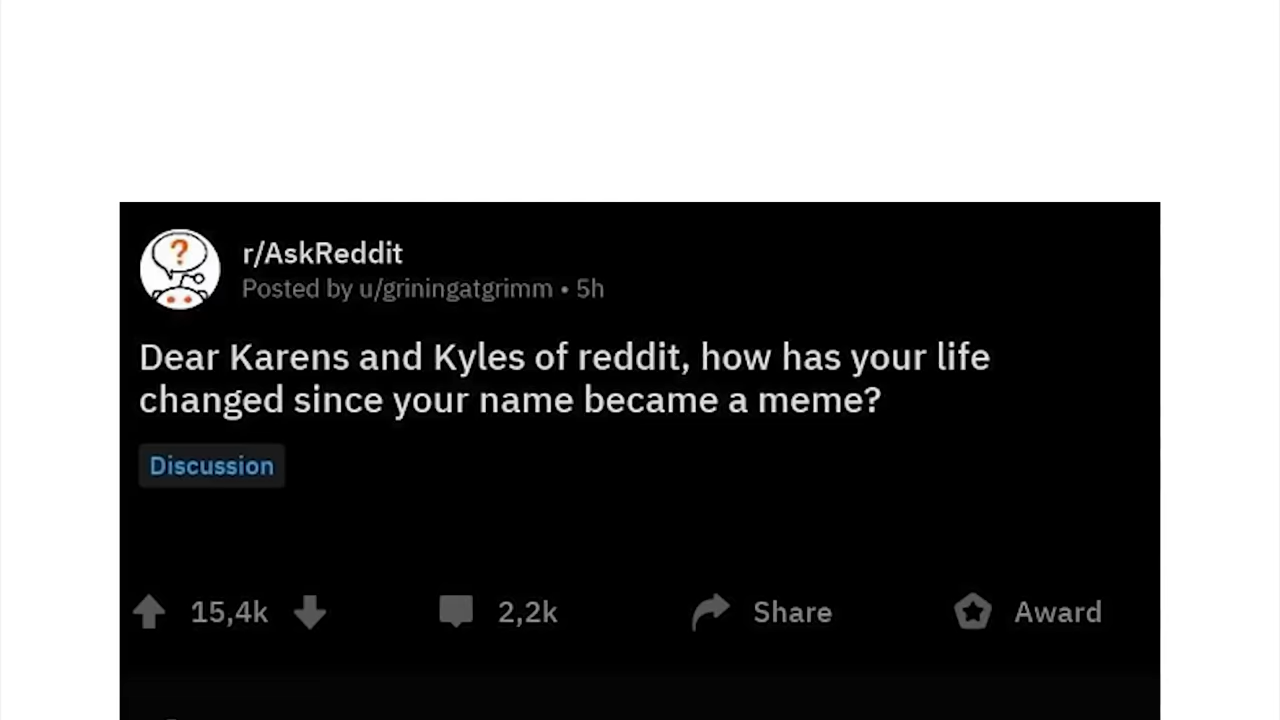 r/AskReddit
Posted by u/griningatgrimm • 5h
Dear Karens and Kyles of reddit, how has your life
changed since your name became a meme?
Discussion
15,4k 2,2k Share Award